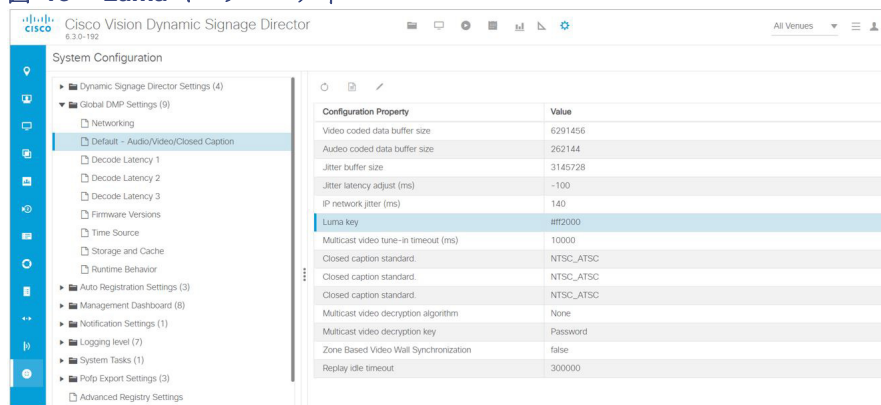 cisco
Cisco Vision Dynamic Signage Director
6.3.0-192
All Venues
System Configuration
Dynamic Signage Director Settings (4)
Global DMP Settings (9)
Networking
Default - Audio/Video/Closed Caption
Decode Latency 1
Decode Latency 2
Decode Latency 3
Firmware Versions
Time Source
Storage and Cache
Runtime Behavior
Auto Registration Settings (3)
Management Dashboard (8)
Notification Settings (1)
Logging level (7)
System Tasks (1)
Pofp Export Settings (3)
Advanced Registry Settings
Configuration Property Value
Video coded data buffer size 6291456
Audeo coded data buffer size 262144
Jitter buffer size 3145728
Jitter latency adjust (ms) -100
IP network jitter (ms) 140
Luma key #ff2000
Multicast video tune-in timeout (ms) 10000
Closed caption standard. NTSC_ATSC
Closed caption standard. NTSC_ATSC
Closed caption standard. NTSC_ATSC
Multicast video decryption algorithm None
Multicast video decryption key Password
Zone Based Video Wall Synchronization false
Replay idle timeout 300000